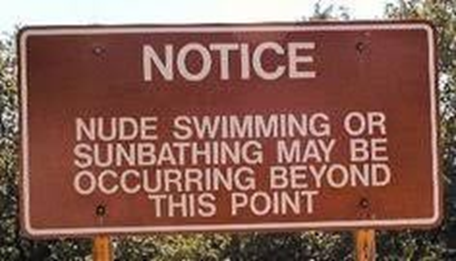 NOTICE
NUDE SWIMMING OR
SUNBATHING MAY BE
OCCURRING BEYOND
THIS POINT